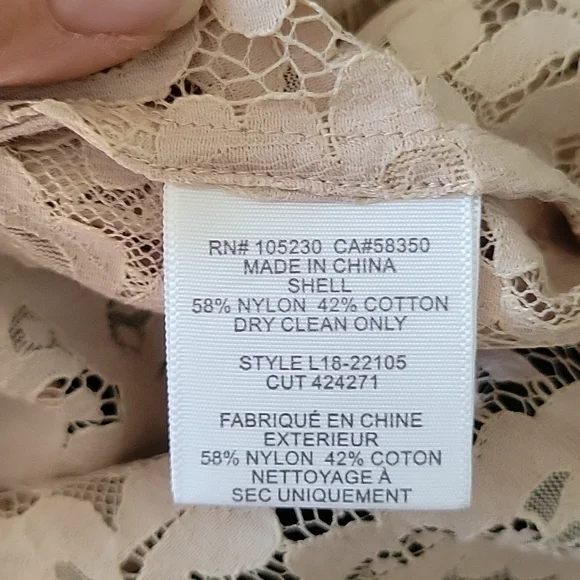 RN# 105230 CA#58350
MADE IN CHINA
SHELL
58% NYLON 42% COTTON
DRY CLEAN ONLY
STYLE L18-22105
CUT 424271
FABRIQUÉ EN CHINE
EXTERIEUR
58% NYLON 42% COTON
NETTOYAGE À
SEC UNIQUEMENT